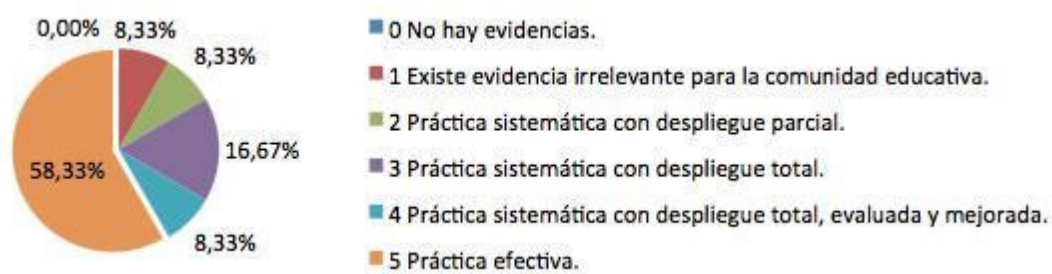 0,00% 8,33%
8,33%
16,67%
58,33%
8,33%
0 No hay evidencias.
1 Existe evidencia irrelevante para la comunidad educativa.
2 Práctica sistemática con despliegue parcial.
3 Práctica sistemática con despliegue total.
4 Práctica sistemática con despliegue total, evaluada y mejorada.
5 Práctica efectiva.